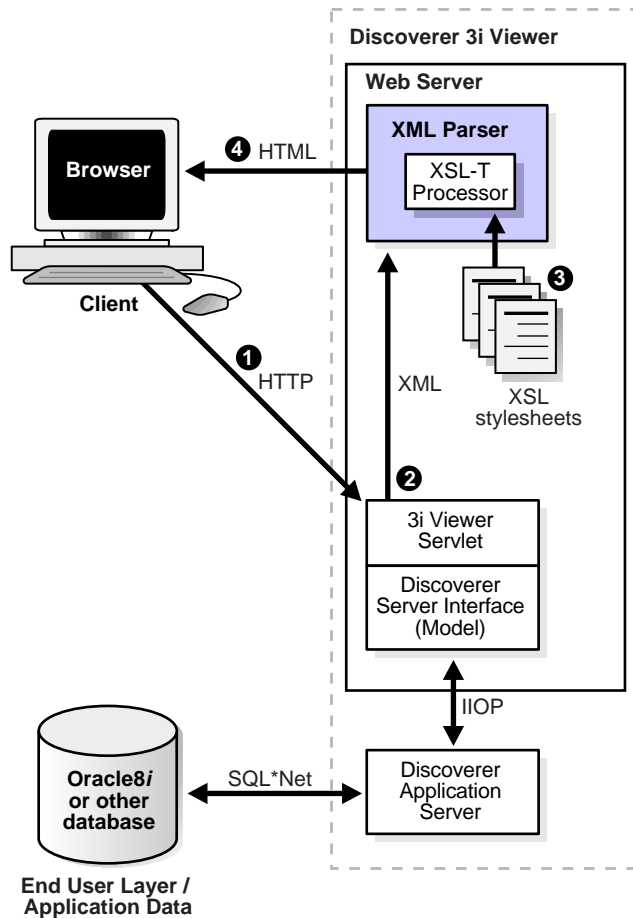 Discoverer 3i Viewer
Web Server
XML Parser
XSL-T
Processor
4 HTML
Browser
Client
3
XSL
stylesheets
1
HTTP
XML
2
3i Viewer
Servlet
Discoverer
Server Interface
(Model)
IIOP
Discoverer
Application
Server
SQL*Net
Oracle8i
or other
database
End User Layer /
Application Data